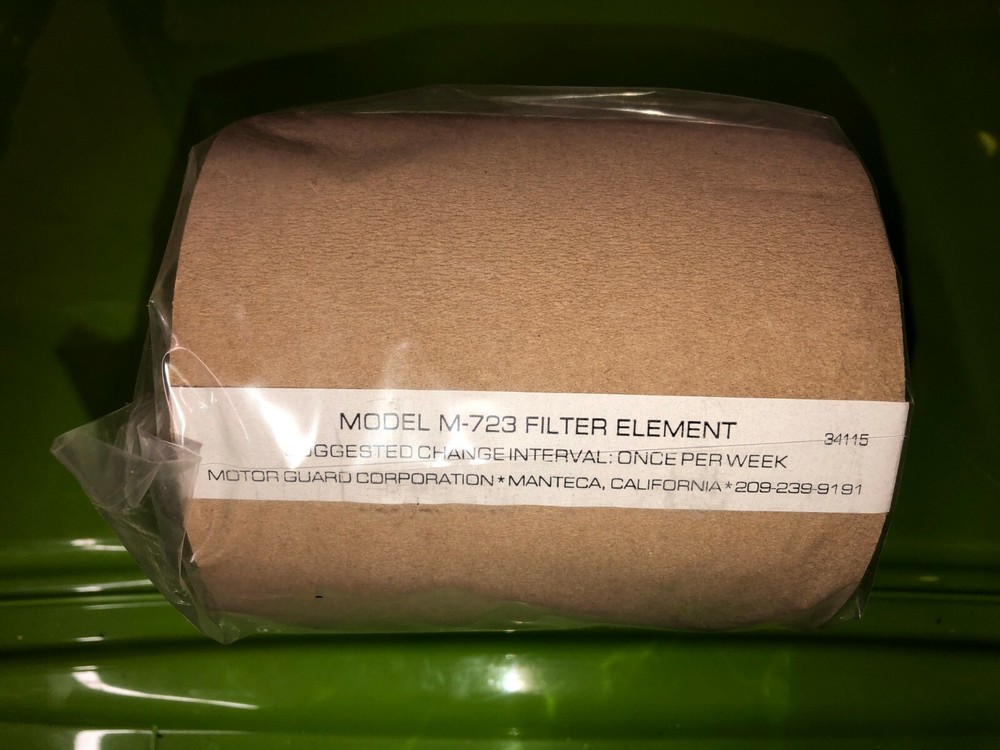 MODEL M-723 FILTER ELEMENT
34115
SUGGESTED CHANGE INTERVAL: ONCE PER WEEK
MOTOR GUARD CORPORATION * MANTECA, CALIFORNIA * 209-239-9191